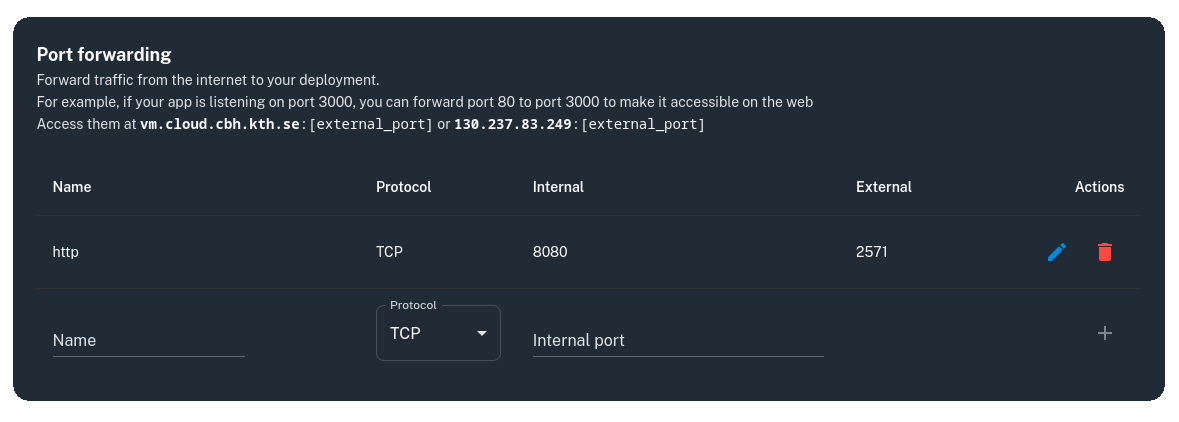 Port forwarding
Forward traffic from the internet to your deployment.
For example, if your app is listening on port 3000, you can forward port 80 to port 3000 to make it accessible on the web
Access them at vm.cloud.cbh.kth.se:[external_port] or 130.237.83.249:[external_port]
Name Protocol Internal External Actions
http TCP 8080 2571
Protocol
Name TCP Internal port